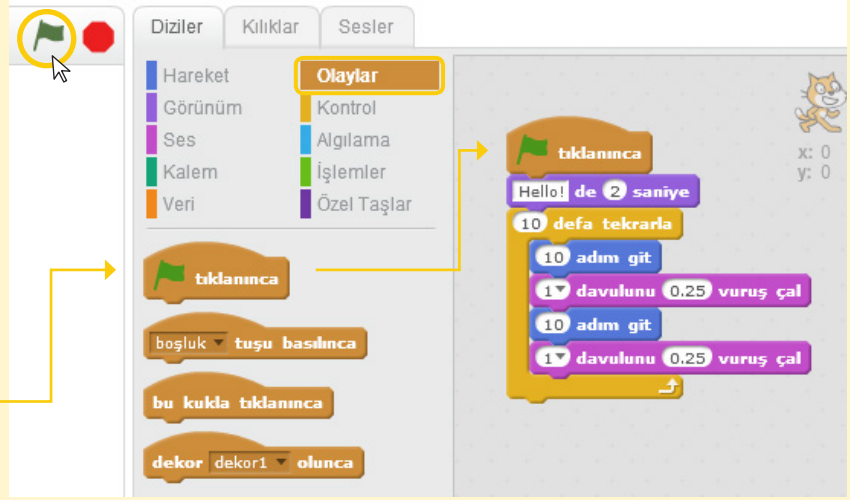 Diziler Kılıklar Sesler
Hareket
Görünüm
Ses
Kalem
Veri
Olaylar
Kontrol
Algılama
İşlemler
Özel Taşlar
tıklanınca
boşluk tuşu basılınca
bu kukla tıklanınca
dekor dekor1 olunca
x: 0
y: 0
tıklanınca
Hello! de 2 saniye
10 defa tekrarla
10 adım git
1 davulunu 0.25 vuruş çal
10 adım git
1 davulunu 0.25 vuruş çal